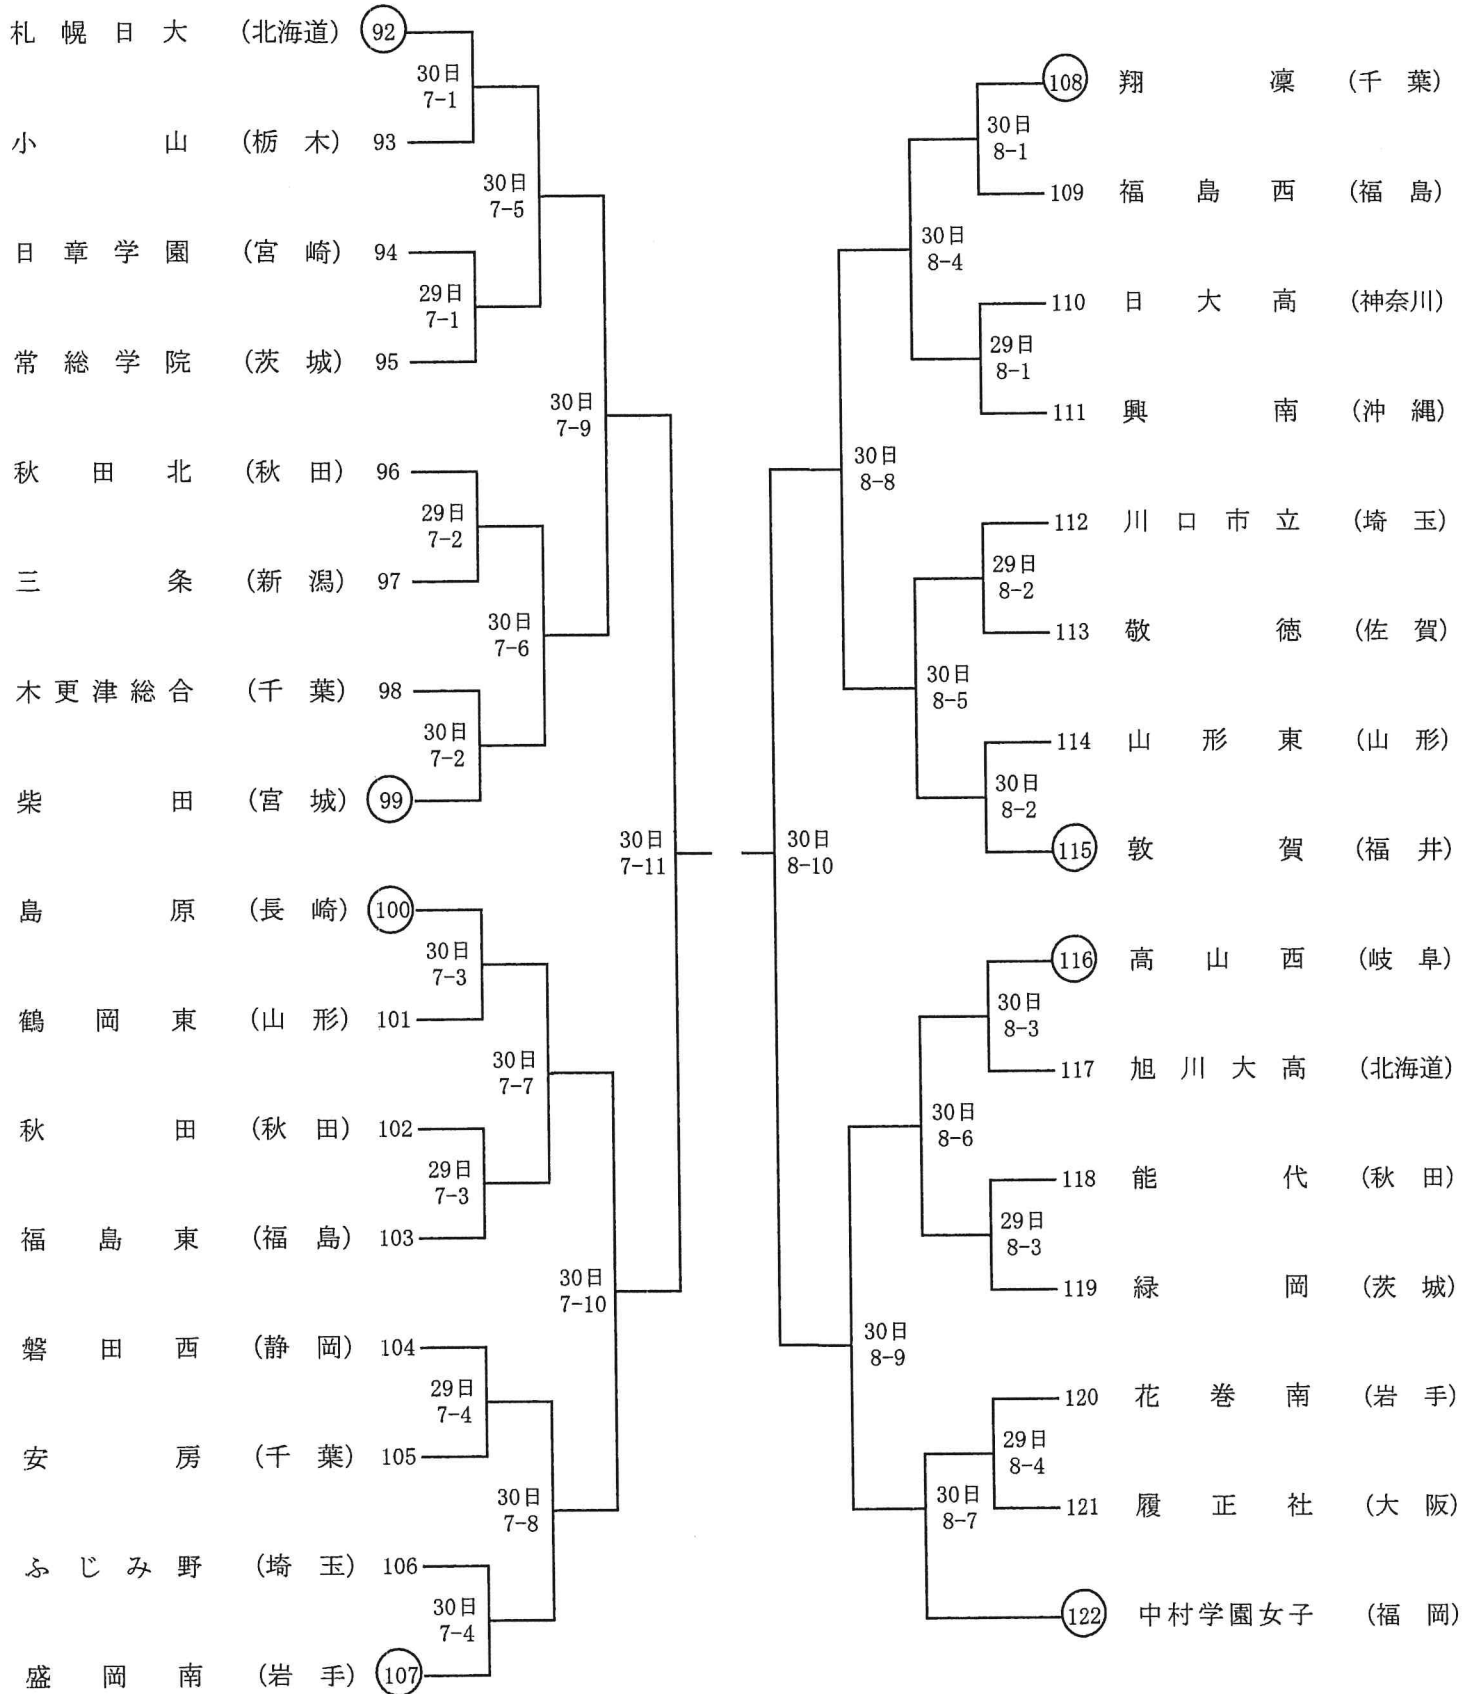 札幌日大 (北海道) 92
30日
7-1
小山 (栃木) 93
30日
7-5
日章学園 (宮崎) 94
29日
7-1
常総学院 (茨城) 95
30日
7-9
秋田北 (秋田) 96
29日
7-2
三条 (新潟) 97
30日
7-6
木更津総合 (千葉) 98
30日
7-2
柴田 (宮城) 99
30日
7-11
島原 (長崎) 100
30日
7-3
鶴岡東 (山形) 101
30日
7-7
秋田 (秋田) 102
29日
7-3
福島東 (福島) 103
30日
7-10
磐田西 (静岡) 104
29日
7-4
安房 (千葉) 105
30日
7-8
ふじみ野 (埼玉) 106
30日
7-4
盛岡南 (岩手) 107
108 翔凜 (千葉)
30日
8-1
109 福島西 (福島)
30日
8-4
110 日大高 (神奈川)
29日
8-1
111 興南 (沖縄)
30日
8-8
112 川口市立 (埼玉)
29日
8-2
113 敬徳 (佐賀)
30日
8-5
114 山形東 (山形)
30日
8-2
115 敦賀 (福井)
30日
8-10
116 高山西 (岐阜)
30日
8-3
117 旭川大高 (北海道)
30日
8-6
118 能代 (秋田)
29日
8-3
119 緑岡 (茨城)
30日
8-9
120 花巻南 (岩手)
29日
8-4
121 履正社 (大阪)
30日
8-7
122 中村学園女子 (福岡)